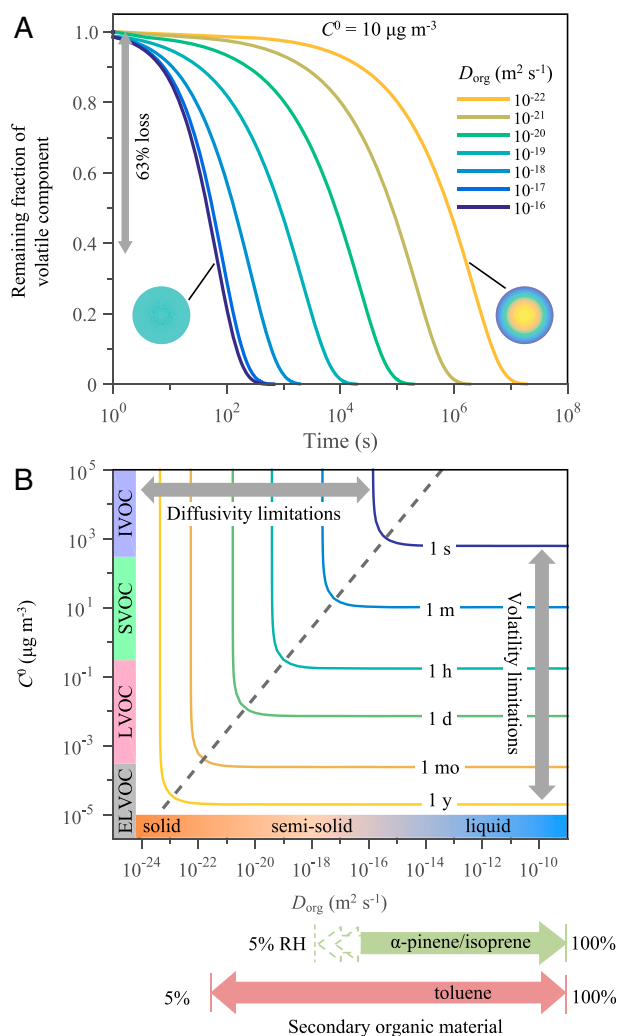 A
C⁰ = 10 μg m⁻³
1.0
0.8
0.6
0.4
0.2
0
Remaining fraction of
volatile component
63% loss
D_org (m² s⁻¹)
10⁻²²
10⁻²¹
10⁻²⁰
10⁻¹⁹
10⁻¹⁸
10⁻¹⁷
10⁻¹⁶
10⁰ 10² 10⁴ 10⁶ 10⁸
Time (s)
B
10⁵
10³
10¹
10⁻¹
10⁻³
10⁻⁵
C⁰ (μg m⁻³)
IVOC
SVOC
LVOC
ELVOC
Diffusivity limitations
Volatility limitations
1 s
1 m
1 h
1 d
1 mo
1 y
solid semi-solid liquid
10⁻²⁴ 10⁻²² 10⁻²⁰ 10⁻¹⁸ 10⁻¹⁶ 10⁻¹⁴ 10⁻¹² 10⁻¹⁰
D_org (m² s⁻¹)
5% RH α-pinene/isoprene 100%
5% toluene 100%
Secondary organic material